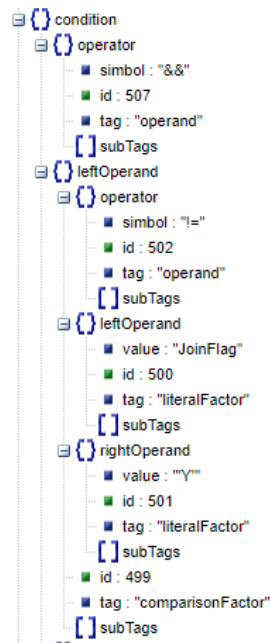 condition
operator
simbol : "&&"
id : 507
tag : "operand"
subTags
leftOperand
operator
simbol : "!="
id : 502
tag : "operand"
subTags
leftOperand
value : "JoinFlag"
id : 500
tag : "literalFactor"
subTags
rightOperand
value : ""Y""
id : 501
tag : "literalFactor"
subTags
id : 499
tag : "comparisonFactor"
subTags